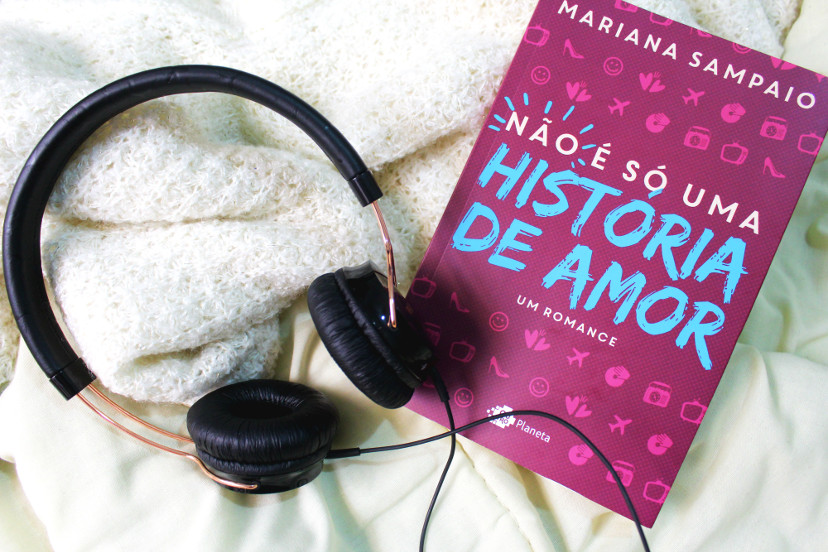 MARIANA SAMPAIO
NÃO É SÓ UMA
HISTÓRIA
DE AMOR
UM ROMANCE
Planeta